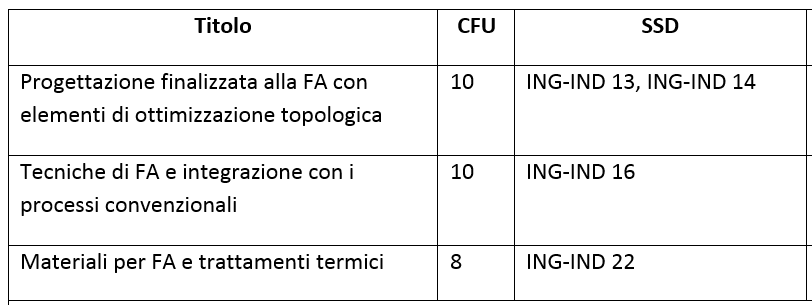 Titolo CFU SSD
Progettazione finalizzata alla FA con 10 ING-IND 13, ING-IND 14
elementi di ottimizzazione topologica
Tecniche di FA e integrazione con i 10 ING-IND 16
processi convenzionali
Materiali per FA e trattamenti termici 8 ING-IND 22